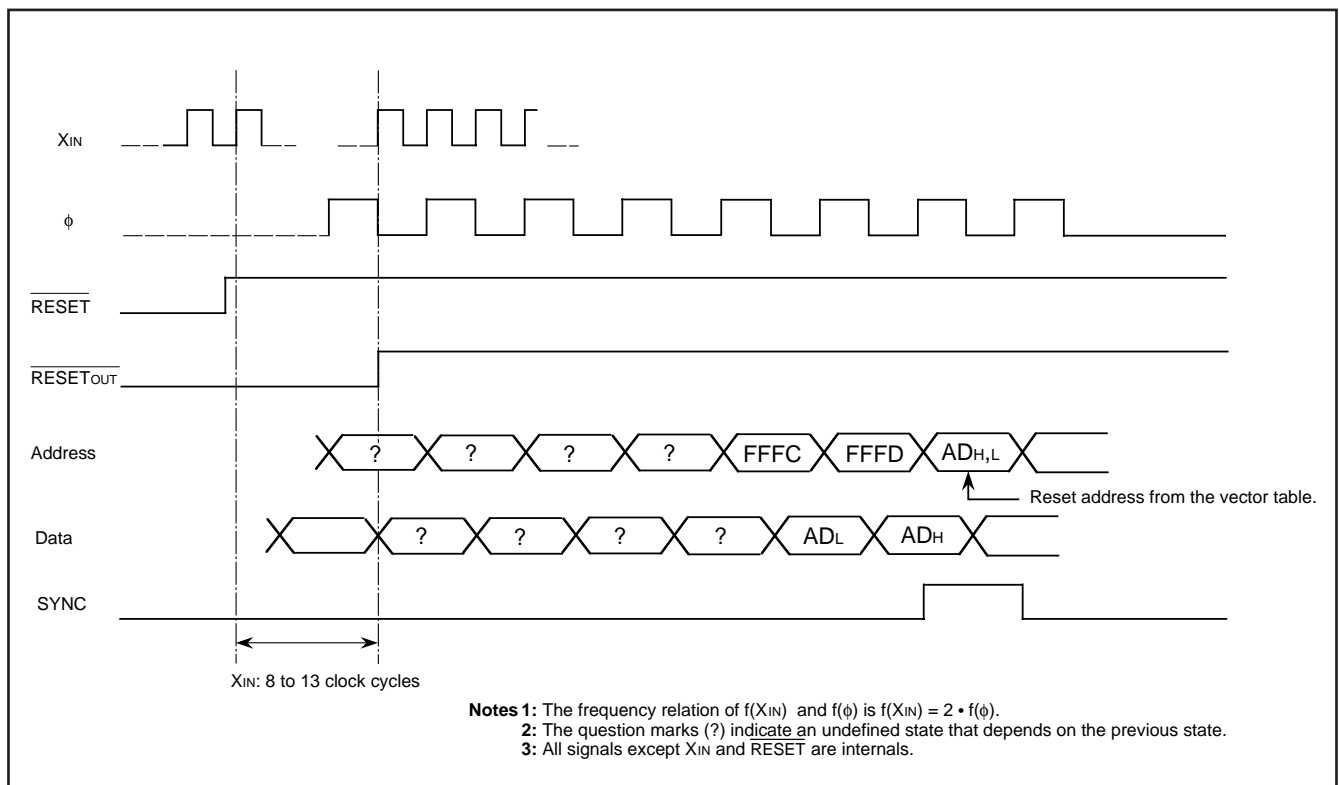 XIN
ϕ
RESET
RESETOUT
Address
? ? ? ? FFFC FFFD ADH,L
Reset address from the vector table.
Data
? ? ? ? ADL ADH
SYNC
XIN: 8 to 13 clock cycles
Notes 1: The frequency relation of f(XIN) and f(ϕ) is f(XIN) = 2 • f(ϕ).
2: The question marks (?) indicate an undefined state that depends on the previous state.
3: All signals except XIN and RESET are internals.